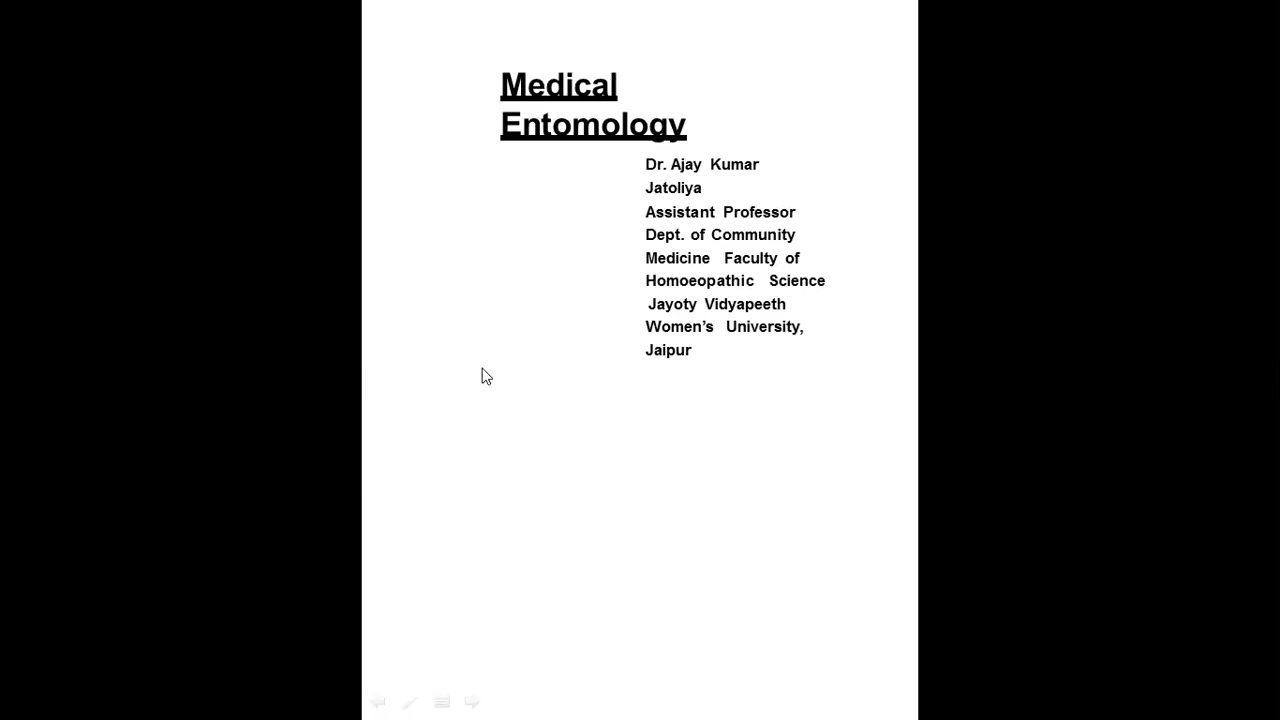 Medical
Entomology
Dr. Ajay Kumar
Jatoliya
Assistant Professor
Dept. of Community
Medicine Faculty of
Homoeopathic Science
Jayoty Vidyapeeth
Women’s University,
Jaipur